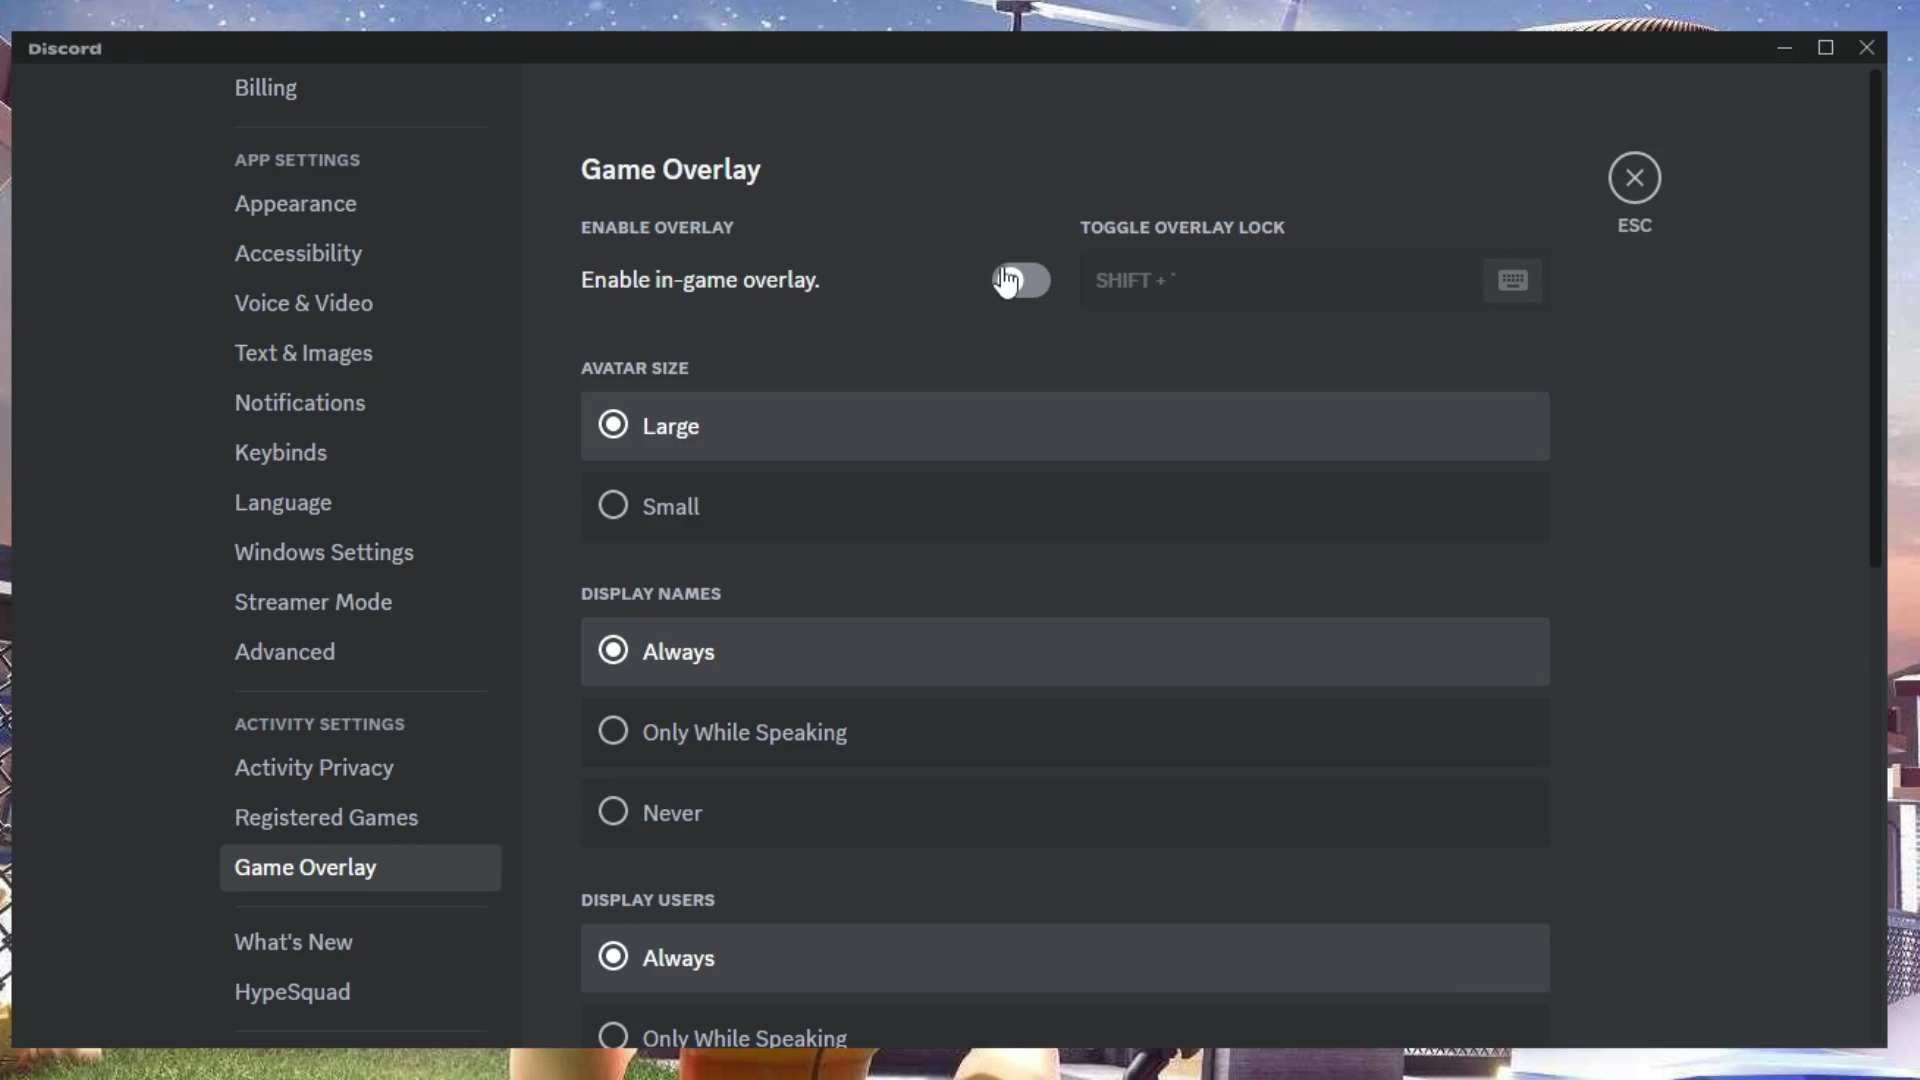 Discord
Billing
APP SETTINGS
Appearance
Accessibility
Voice & Video
Text & Images
Notifications
Keybinds
Language
Windows Settings
Streamer Mode
Advanced
ACTIVITY SETTINGS
Activity Privacy
Registered Games
Game Overlay
What's New
HypeSquad
Game Overlay
ENABLE OVERLAY
Enable in-game overlay.
TOGGLE OVERLAY LOCK
SHIFT + `
ESC
AVATAR SIZE
Large
Small
DISPLAY NAMES
Always
Only While Speaking
Never
DISPLAY USERS
Always
Only While Speaking